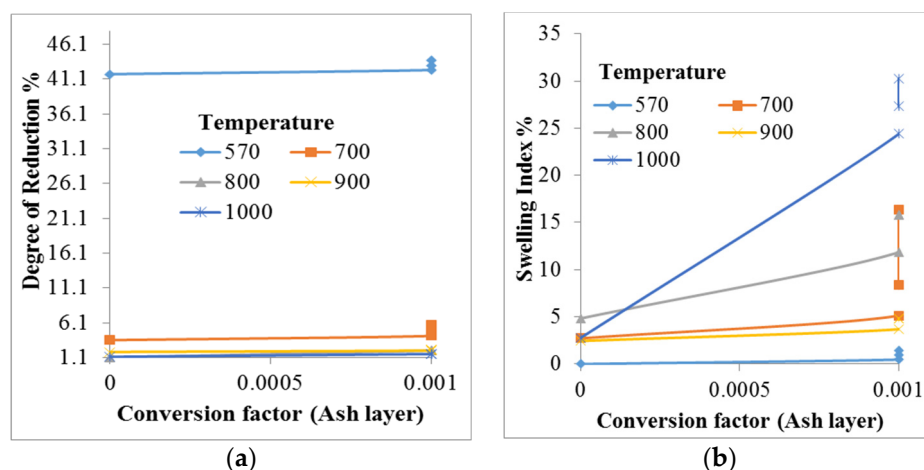 46.1
41.1
36.1
31.1
26.1
21.1
16.1
11.1
6.1
1.1
Degree of Reduction %
Temperature
570 700
800 900
1000
0 0.0005 0.001
Conversion factor (Ash layer)
(a)
35
30
25
20
15
10
5
0
Swelling Index %
Temperature
570 700
800 900
1000
0 0.0005 0.001
Conversion factor (Ash layer)
(b)